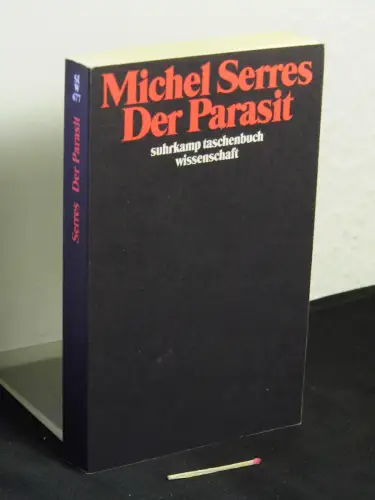 Michel Serres
Der Parasit
suhrkamp taschenbuch
wissenschaft
Serres Der Parasit